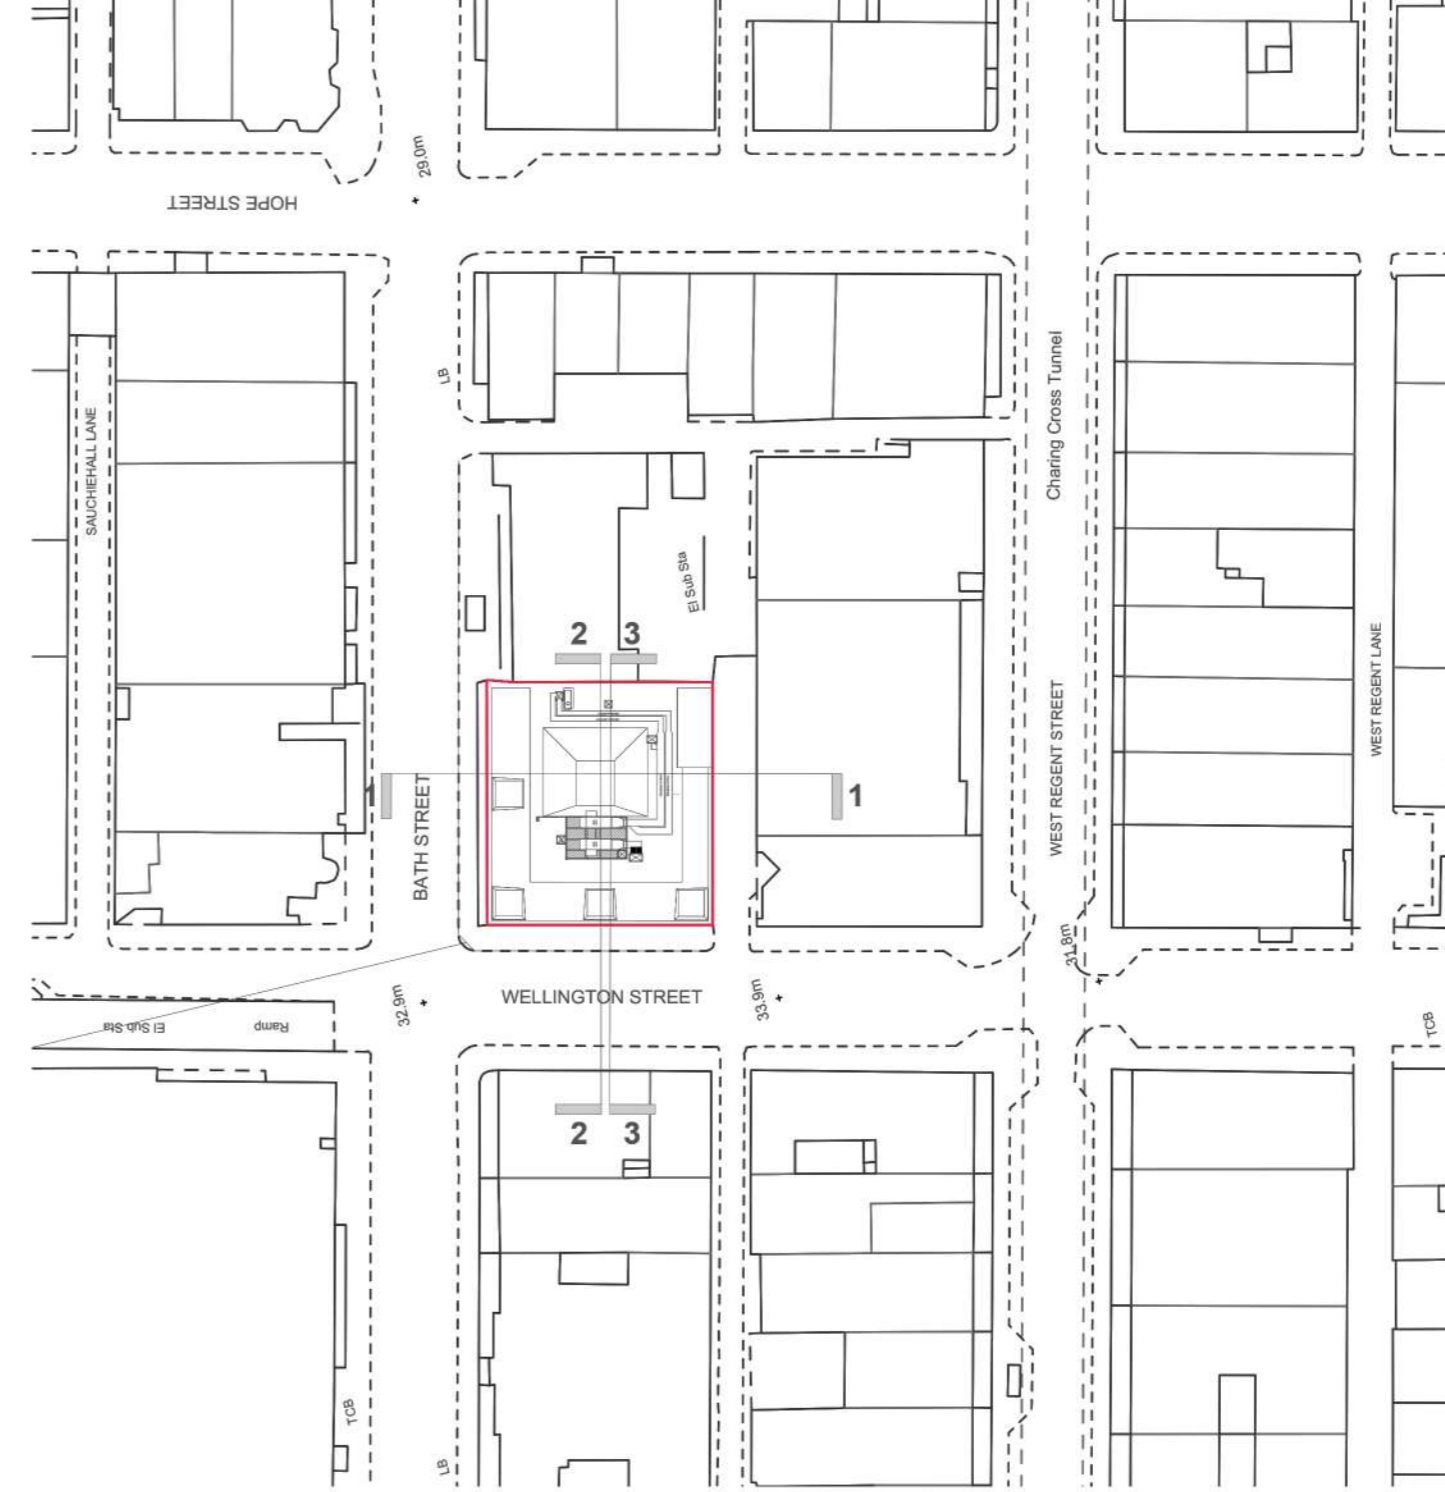 29.0m
HOPE STREET
LB
Charing Cross Tunnel
SAUCHIEHALL LANE
El Sub Sta
2 3
WEST REGENT LANE
WEST REGENT STREET
1
BATH STREET
1
31.8m
32.9m
WELLINGTON STREET
33.9m
El Sub Sta
Ramp
TCB
2 3
TCB
LB